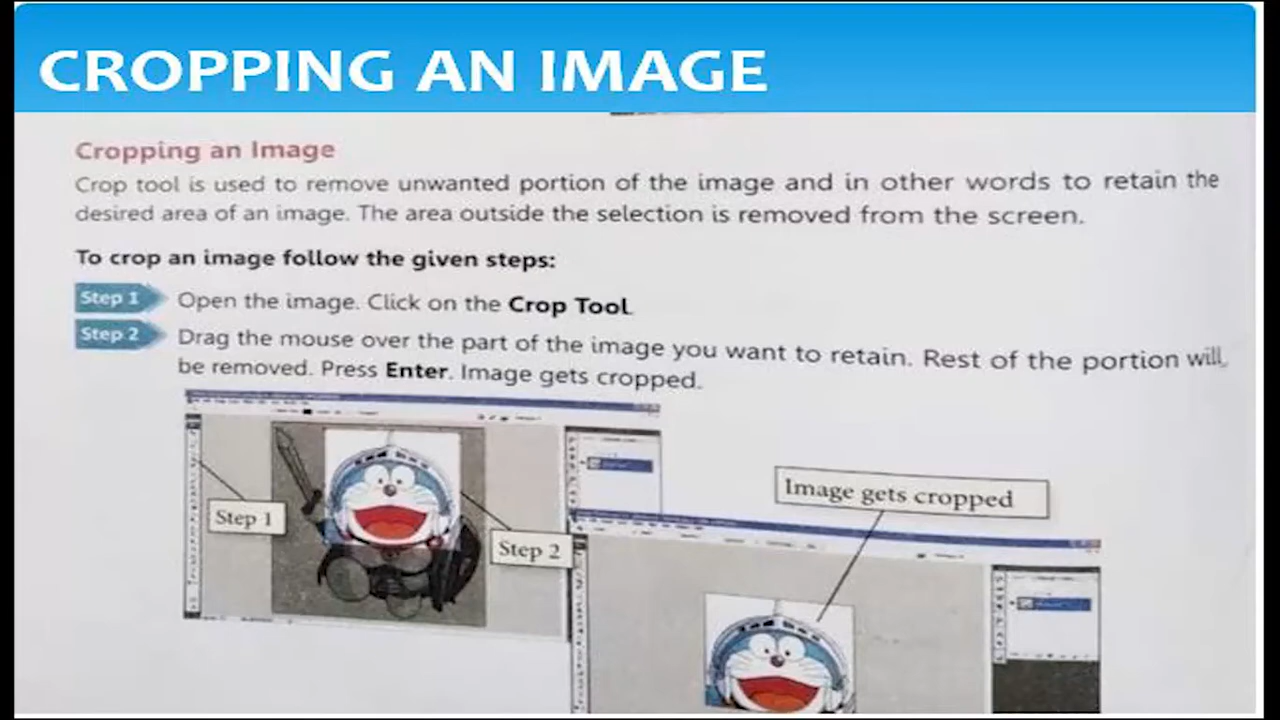 CROPPING AN IMAGE
Cropping an Image
Crop tool is used to remove unwanted portion of the image and in other words to retain the
desired area of an image. The area outside the selection is removed from the screen.
To crop an image follow the given steps:
Step 1 Open the image. Click on the Crop Tool
Step 2 Drag the mouse over the part of the image you want to retain. Rest of the portion will
be removed. Press Enter. Image gets cropped.
Step 1
Step 2
Image gets cropped